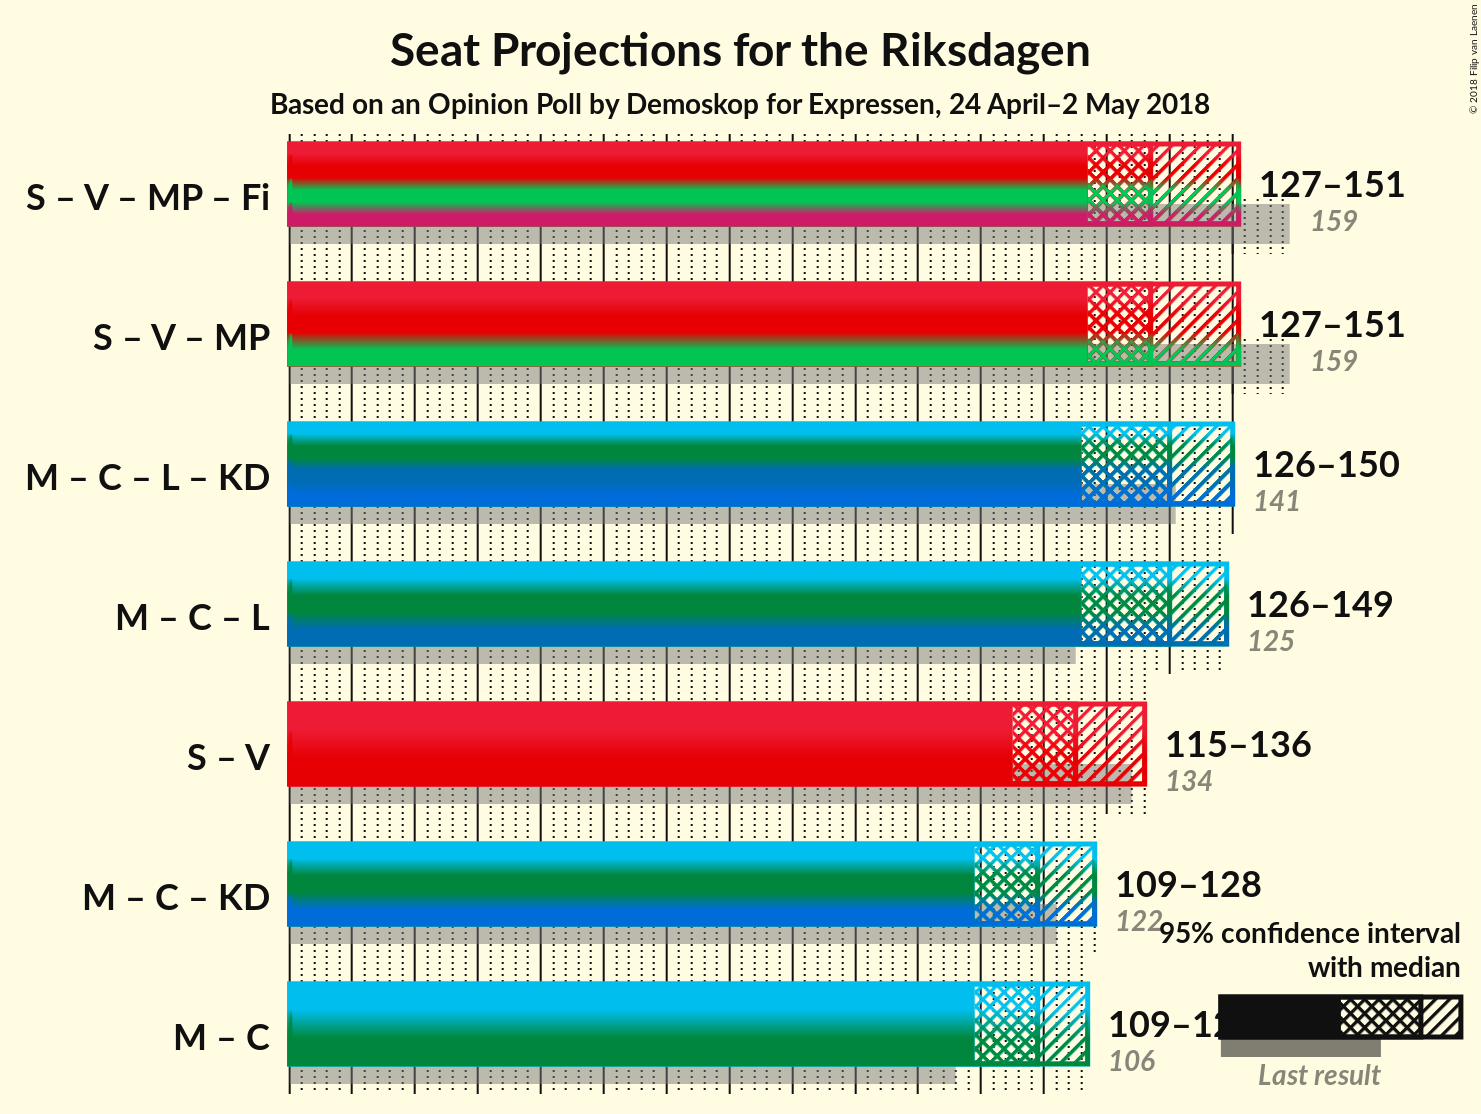 Seat Projections for the Riksdagen
Based on an Opinion Poll by Demoskop for Expressen, 24 April–2 May 2018
© 2018 Filip van Laenen
S – V – MP – Fi
127–151
159
S – V – MP
127–151
159
M – C – L – KD
126–150
141
M – C – L
126–149
125
S – V
115–136
134
M – C – KD
109–128
122
M – C
109–12
106
95% confidence interval
with median
Last result